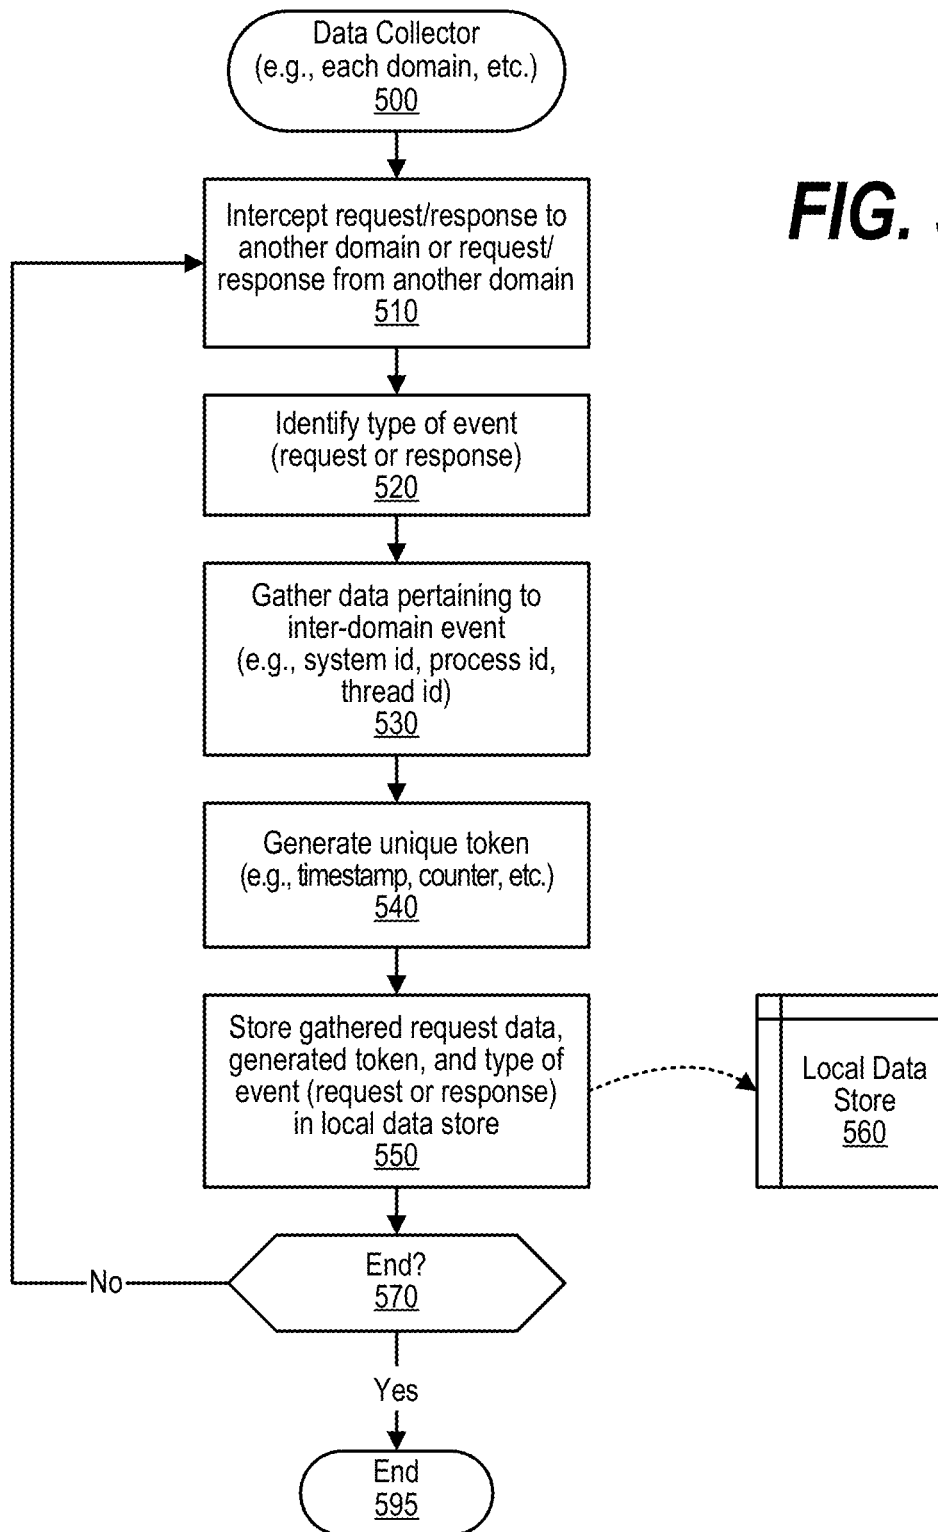 Data Collector
(e.g., each domain, etc.)
500
FIG.
Intercept request/response to
another domain or request/
response from another domain
510
Identify type of event
(request or response)
520
Gather data pertaining to
inter-domain event
(e.g., system id, process id,
thread id)
530
Generate unique token
(e.g., timestamp, counter, etc.)
540
Store gathered request data,
generated token, and type of
event (request or response)
in local data store
550
Local Data
Store
560
End?
570
No
Yes
End
595